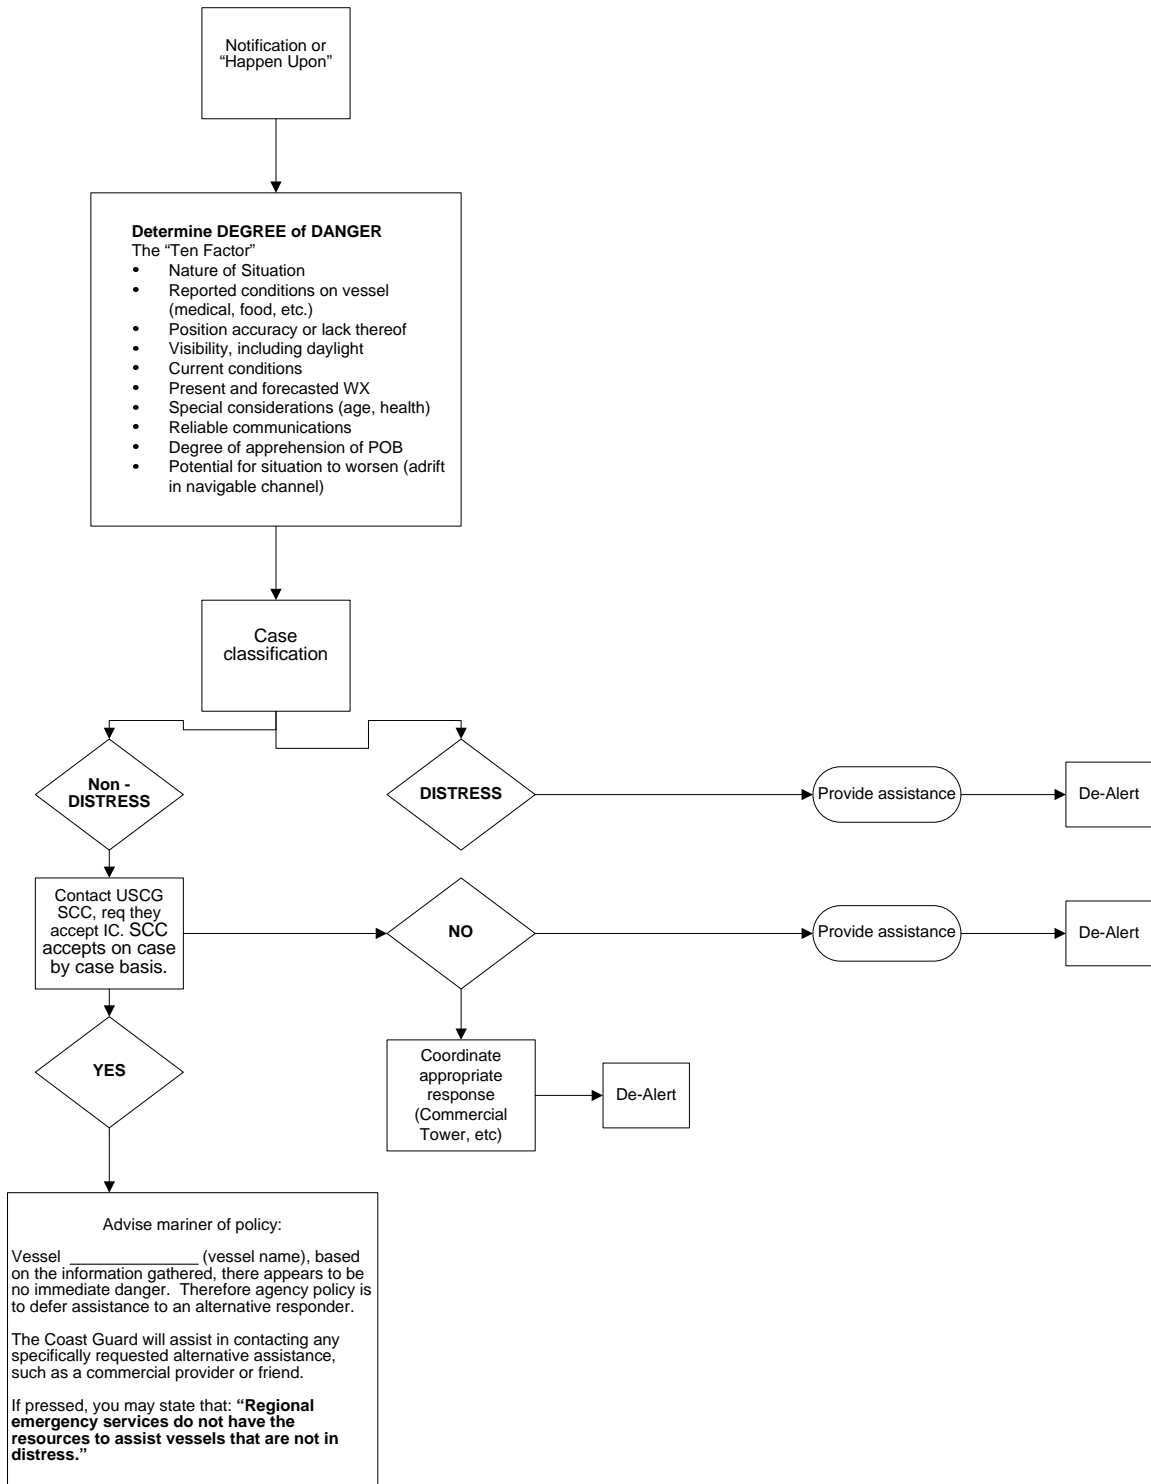 Notification or
“Happen Upon”
Determine DEGREE of DANGER
The “Ten Factor”
• Nature of Situation
• Reported conditions on vessel
(medical, food, etc.)
• Position accuracy or lack thereof
• Visibility, including daylight
• Current conditions
• Present and forecasted WX
• Special considerations (age, health)
• Reliable communications
• Degree of apprehension of POB
• Potential for situation to worsen (adrift
in navigable channel)
Case
classification
Non -
DISTRESS
DISTRESS
Provide assistance
De-Alert
Contact USCG
SCC, req they
accept IC. SCC
accepts on case
by case basis.
NO
Provide assistance
De-Alert
YES
Coordinate
appropriate
response
(Commercial
Tower, etc)
De-Alert
Advise mariner of policy:
Vessel _______________ (vessel name), based
on the information gathered, there appears to be
no immediate danger.  Therefore agency policy is
to defer assistance to an alternative responder.
The Coast Guard will assist in contacting any
specifically requested alternative assistance,
such as a commercial provider or friend.
If pressed, you may state that: “Regional
emergency services do not have the
resources to assist vessels that are not in
distress.”